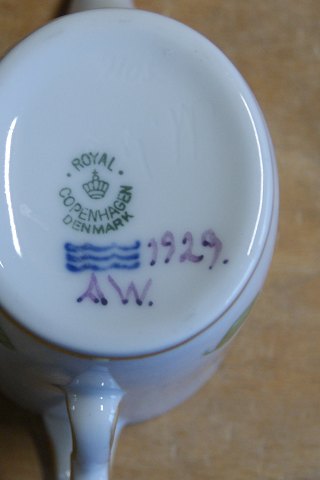 ROYAL
COPENHAGEN
DENMARK
1929.
A.W.